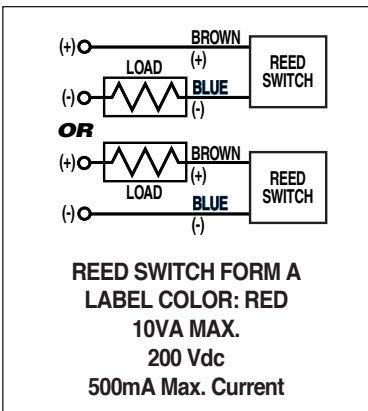 (+) BROWN
LOAD (+) REED
SWITCH
(-) BLUE
(-)
OR
(+) BROWN
LOAD (+) REED
SWITCH
(-) BLUE
(-)
REED SWITCH FORM A
LABEL COLOR: RED
10VA MAX.
200 Vdc
500mA Max. Current